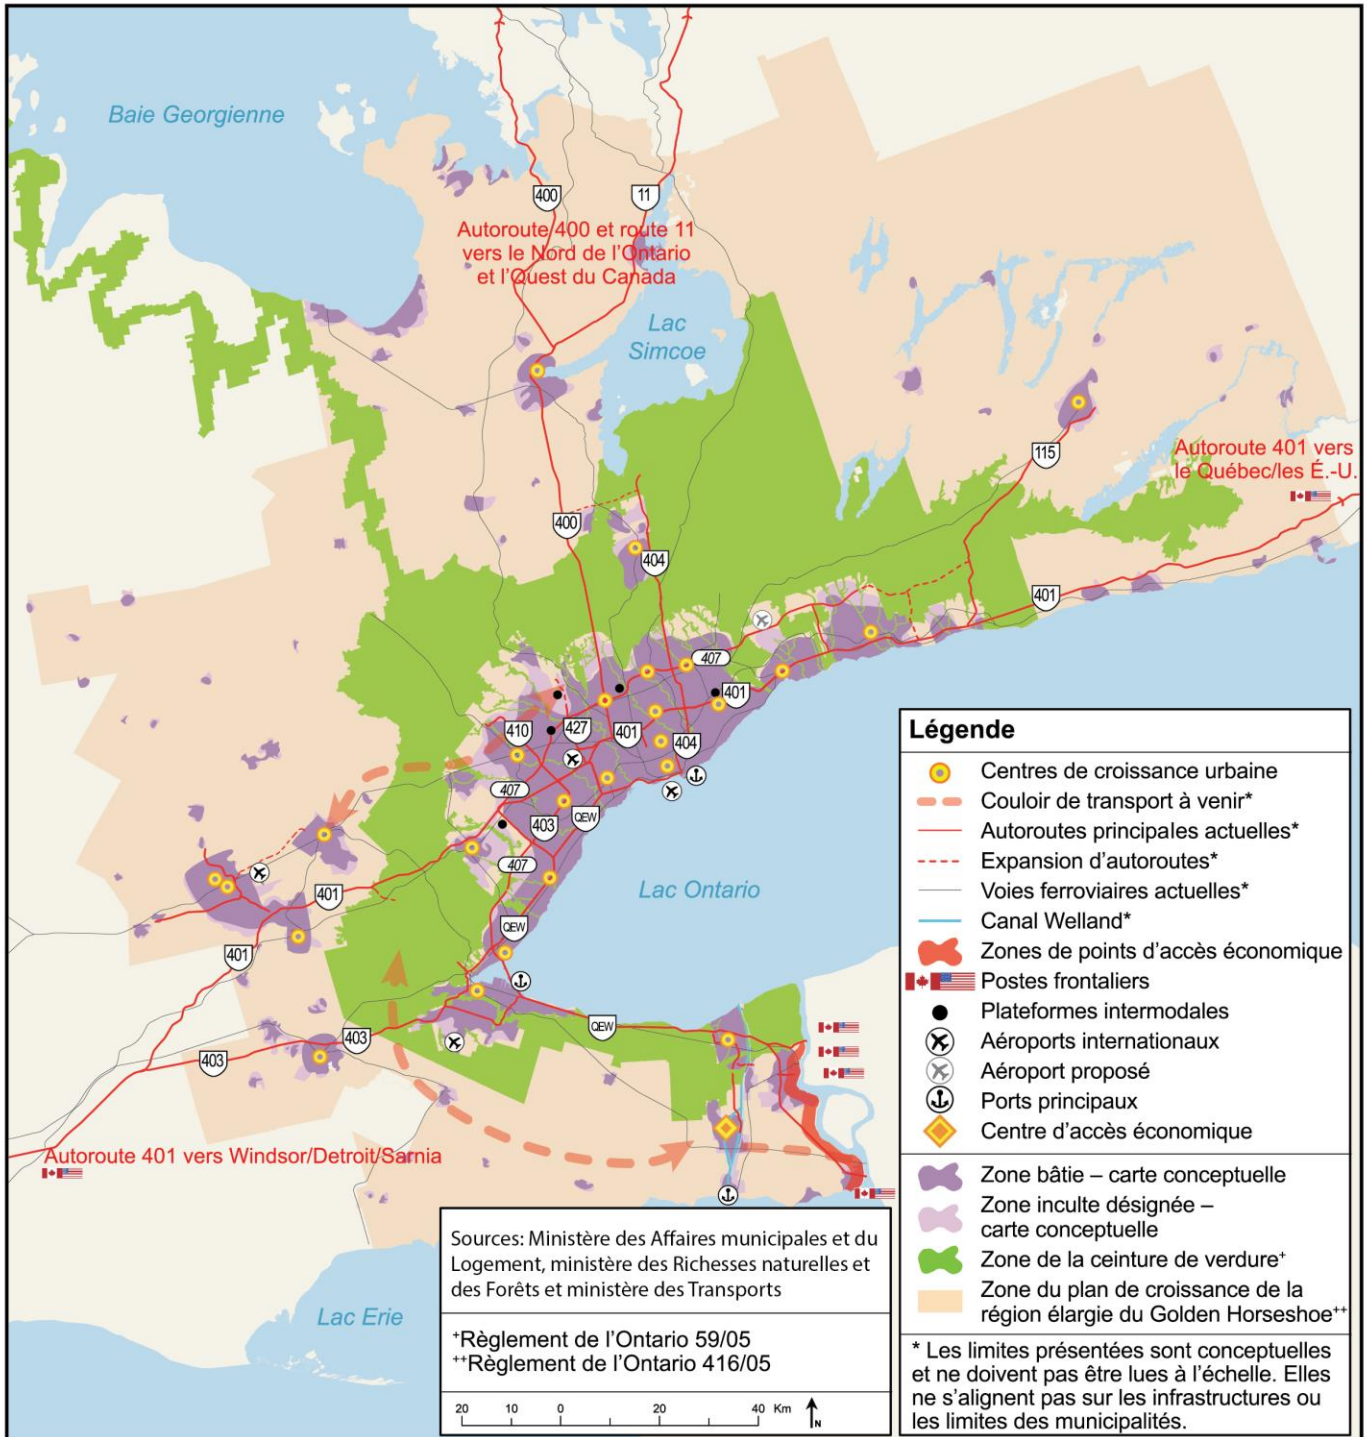 Baie Georgienne
400
11
Autoroute 400 et route 11
vers le Nord de l'Ontario
et l'Ouest du Canada
Lac
Simcoe
115
Autoroute 401 vers
le Québec/les É.-U.
400
404
401
407
401
410
427
401
404
407
403
QEW
407
Lac Ontario
401
QEW
401
QEW
403
403
Autoroute 401 vers Windsor/Detroit/Sarnia
Lac Erie
Légende
Centres de croissance urbaine
Couloir de transport à venir*
Autoroutes principales actuelles*
Expansion d'autoroutes*
Voies ferroviaires actuelles*
Canal Welland*
Zones de points d'accès économique
Postes frontaliers
Plateformes intermodales
Aéroports internationaux
Aéroport proposé
Ports principaux
Centre d'accès économique
Zone bâtie – carte conceptuelle
Zone inculte désignée –
carte conceptuelle
Zone de la ceinture de verdure+
Zone du plan de croissance de la
région élargie du Golden Horseshoe++
* Les limites présentées sont conceptuelles
et ne doivent pas être lues à l'échelle. Elles
ne s'alignent pas sur les infrastructures ou
les limites des municipalités.
Sources: Ministère des Affaires municipales et du
Logement, ministère des Richesses naturelles et
des Forêts et ministère des Transports
+Règlement de l'Ontario 59/05
++Règlement de l'Ontario 416/05
20 10 0 20 40 Km
N